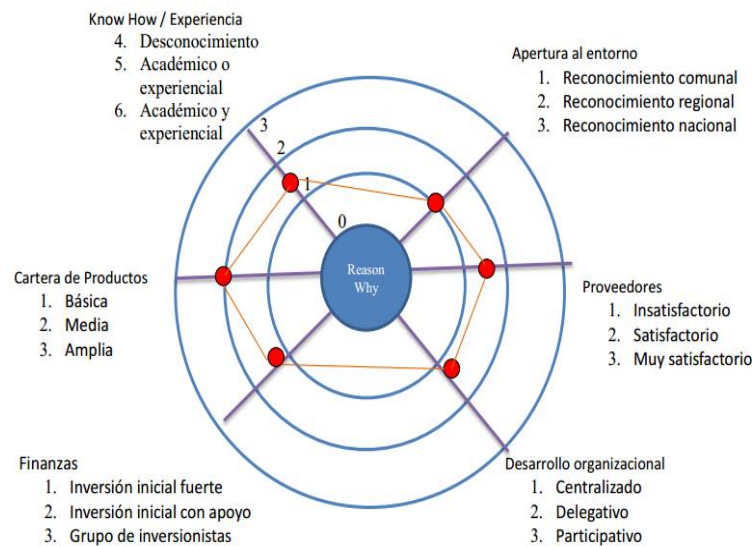 Know How / Experiencia
4. Desconocimiento
5. Académico o
experiencial
6. Académico y
experiencial
Apertura al entorno
1. Reconocimiento comunal
2. Reconocimiento regional
3. Reconocimiento nacional
3
2
1
0
Reason
Why
Cartera de Productos
1. Básica
2. Media
3. Amplia
Proveedores
1. Insatisfactorio
2. Satisfactorio
3. Muy satisfactorio
Finanzas
1. Inversión inicial fuerte
2. Inversión inicial con apoyo
3. Grupo de inversionistas
Desarrollo organizacional
1. Centralizado
2. Delegativo
3. Participativo